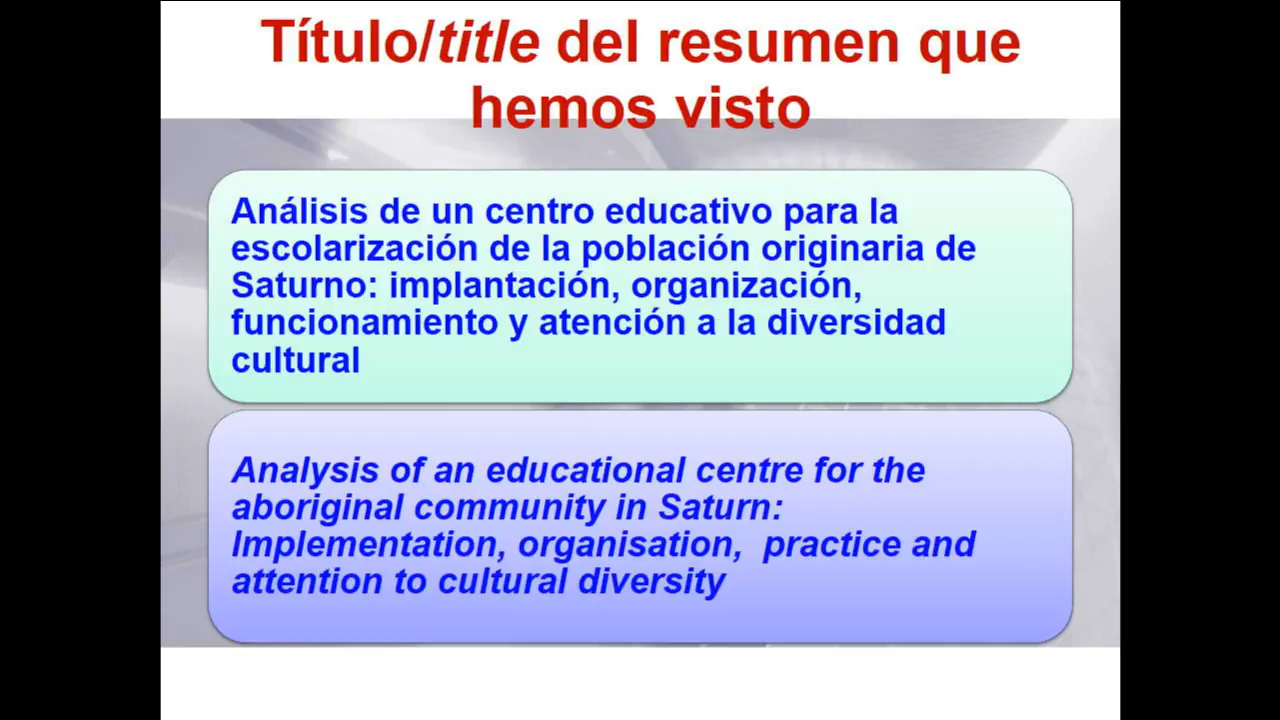 Título/title del resumen que
hemos visto
Análisis de un centro educativo para la
escolarización de la población originaria de
Saturno: implantación, organización,
funcionamiento y atención a la diversidad
cultural
Analysis of an educational centre for the
aboriginal community in Saturn:
Implementation, organisation,  practice and
attention to cultural diversity